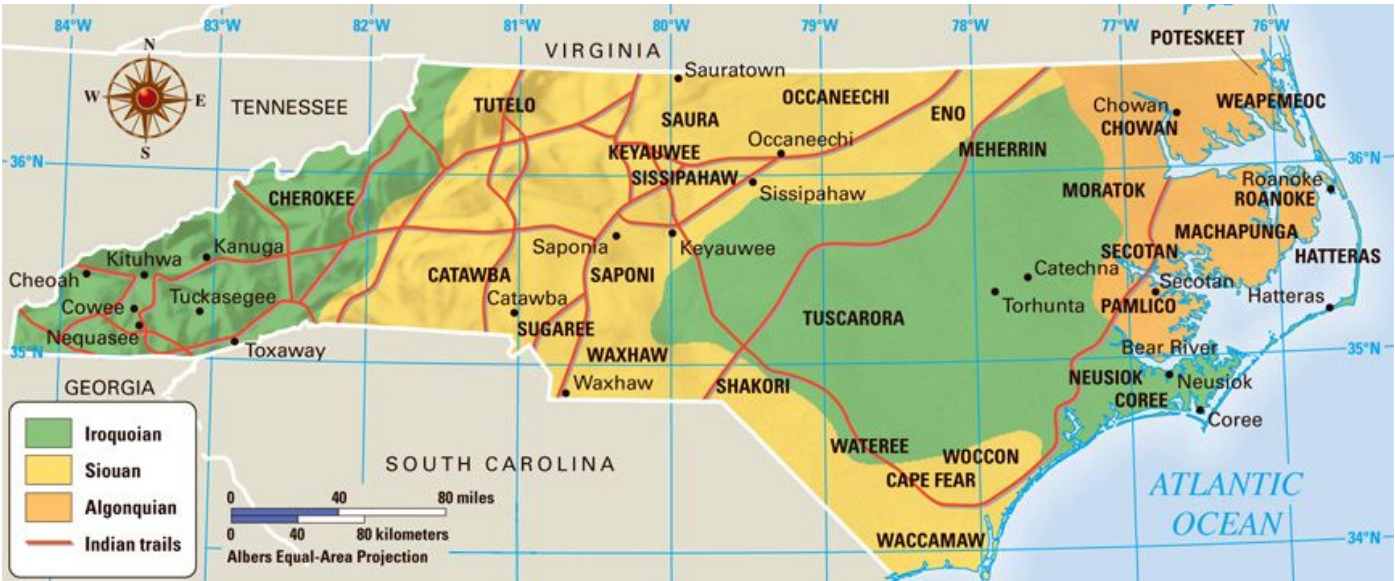 84°W
83°W
82°W
81°W
80°W
79°W
78°W
77°W
76°W
N
W
E
S
VIRGINIA
POTESKEET
TENNESSEE
Sauratown
TUTELO
OCCANEECHI
Chowan
WEAPEMEOC
SAURA
ENO
CHOWAN
Occaneechi
36°N
KEYAUWEE
MEHERRIN
36°N
SISSIPAHAW
Roanoke
CHEROKEE
Sissipahaw
MORATOK
ROANOKE
Kanuga
Saponia
Keyauwee
MACHAPUNGA
Kituhwa
SECOTAN
HATTERAS
Cheoah
CATAWBA
SAPONI
Catechna
Secotan
Cowee
Tuckasegee
Catawba
Torhunta
PAMLICO
Hatteras
Nequasee
SUGAREE
TUSCARORA
Toxaway
WAXHAW
Bear River
35°N
35°N
GEORGIA
Waxhaw
SHAKORI
NEUSIOK
Neusiok
COREE
Coree
Iroquoian
Siouan
Algonquian
Indian trails
SOUTH CAROLINA
WATEREE
WOCCON
CAPE FEAR
ATLANTIC
OCEAN
0 40 80 miles
0 40 80 kilometers
Albers Equal-Area Projection
WACCAMAW
34°N